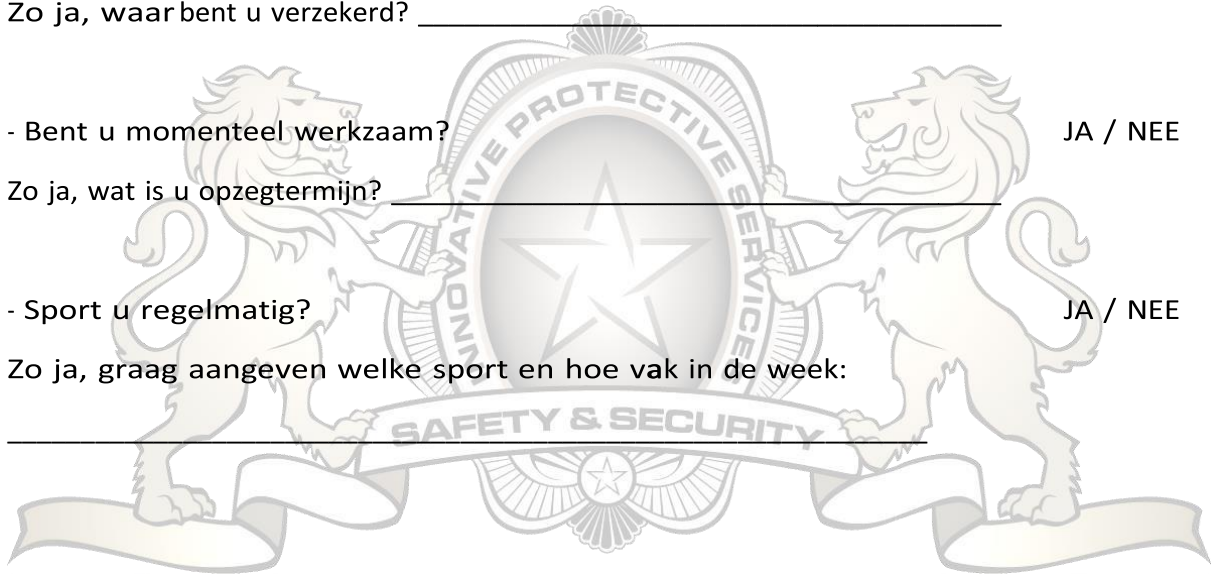 Zo ja, waar bent u verzekerd? ______________________________
- Bent u momenteel werkzaam? JA / NEE
Zo ja, wat is u opzegtermijn? ______________________________
- Sport u regelmatig? JA / NEE
Zo ja, graag aangeven welke sport en hoe vak in de week:
______________________________
INNOVATIVE PROTECTIVE SERVICES
SAFETY & SECURITY